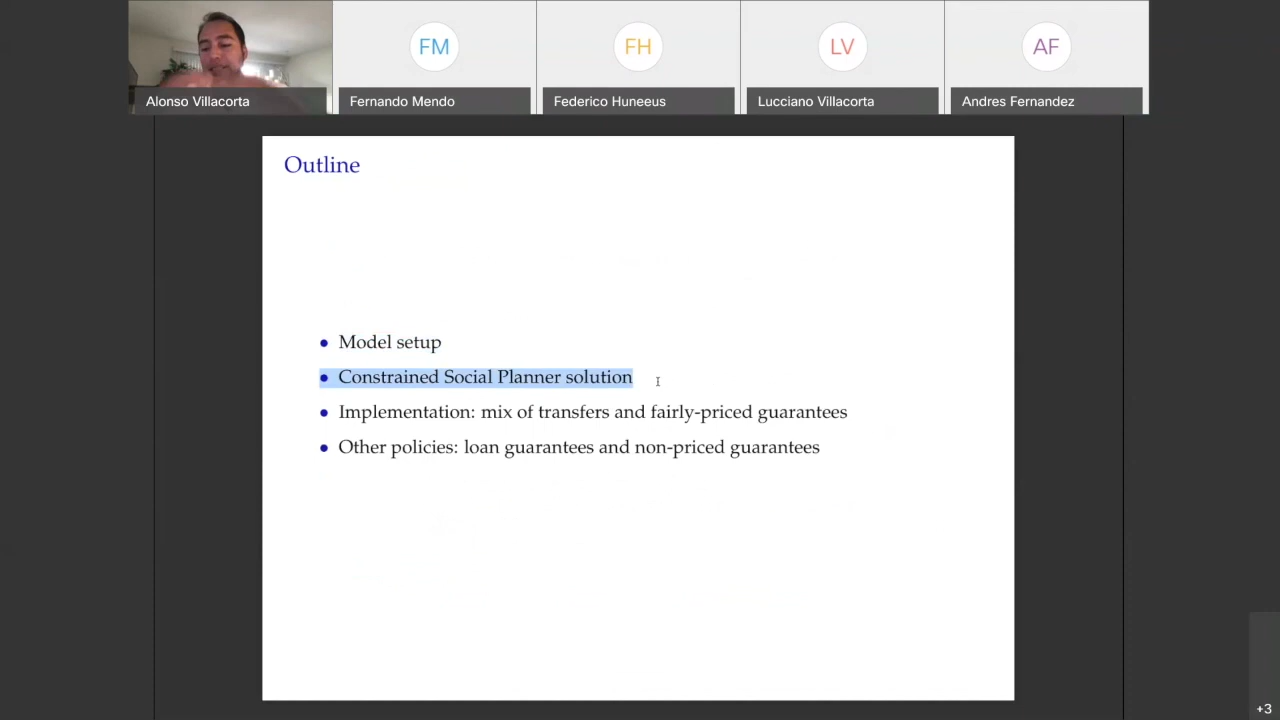 FM
FH
LV
AF
Alonso Villacorta
Fernando Mendo
Federico Huneeus
Lucciano Villacorta
Andres Fernandez
Outline
• Model setup
• Constrained Social Planner solution
• Implementation: mix of transfers and fairly-priced guarantees
• Other policies: loan guarantees and non-priced guarantees
+3